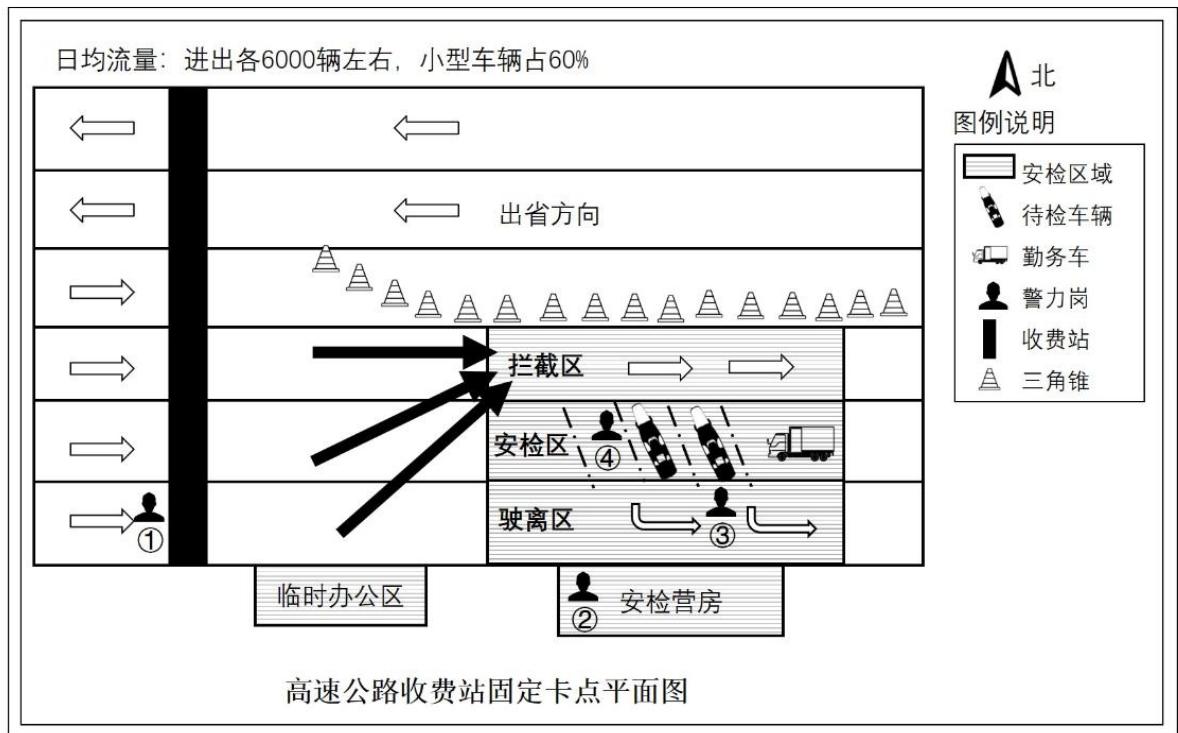 日均流量：进出各6000辆左右，小型车辆占60%
北
图例说明
安检区域
待检车辆
勤务车
警力岗
收费站
三角锥
出省方向
拦截区
安检区
④
驶离区
③
①
临时办公区
②
安检营房
高速公路收费站固定卡点平面图